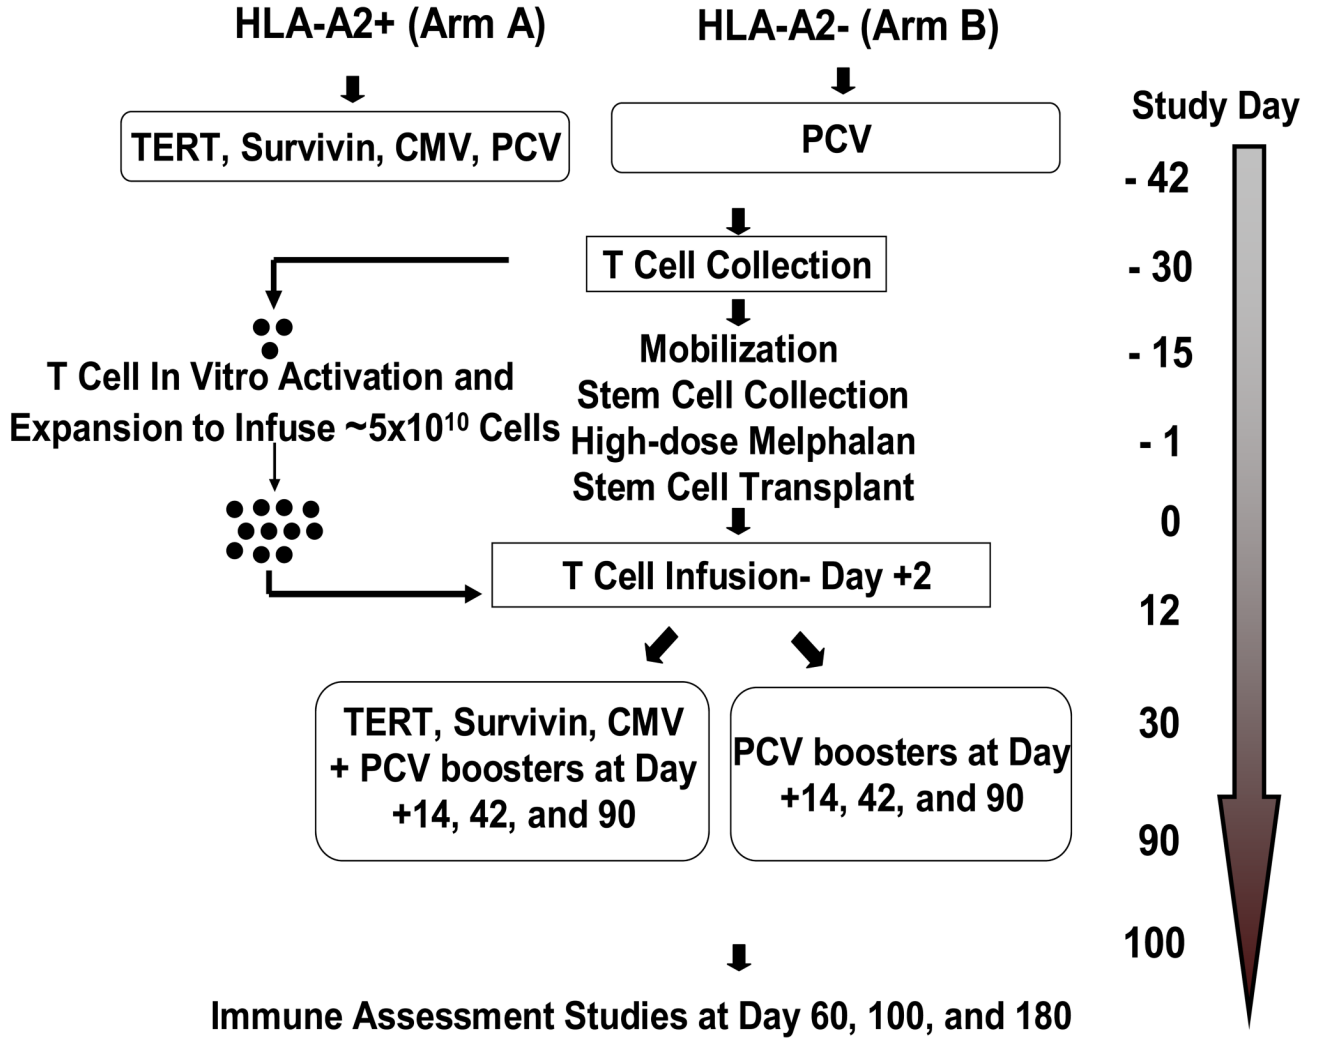 HLA-A2+ (Arm A)
HLA-A2- (Arm B)
TERT, Survivin, CMV, PCV
PCV
T Cell Collection
T Cell In Vitro Activation and
Expansion to Infuse ~5x10¹⁰ Cells
Mobilization
Stem Cell Collection
High-dose Melphalan
Stem Cell Transplant
T Cell Infusion- Day +2
TERT, Survivin, CMV
+ PCV boosters at Day
+14, 42, and 90
PCV boosters at Day
+14, 42, and 90
Immune Assessment Studies at Day 60, 100, and 180
Study Day
- 42
- 30
- 15
- 1
0
12
30
90
100